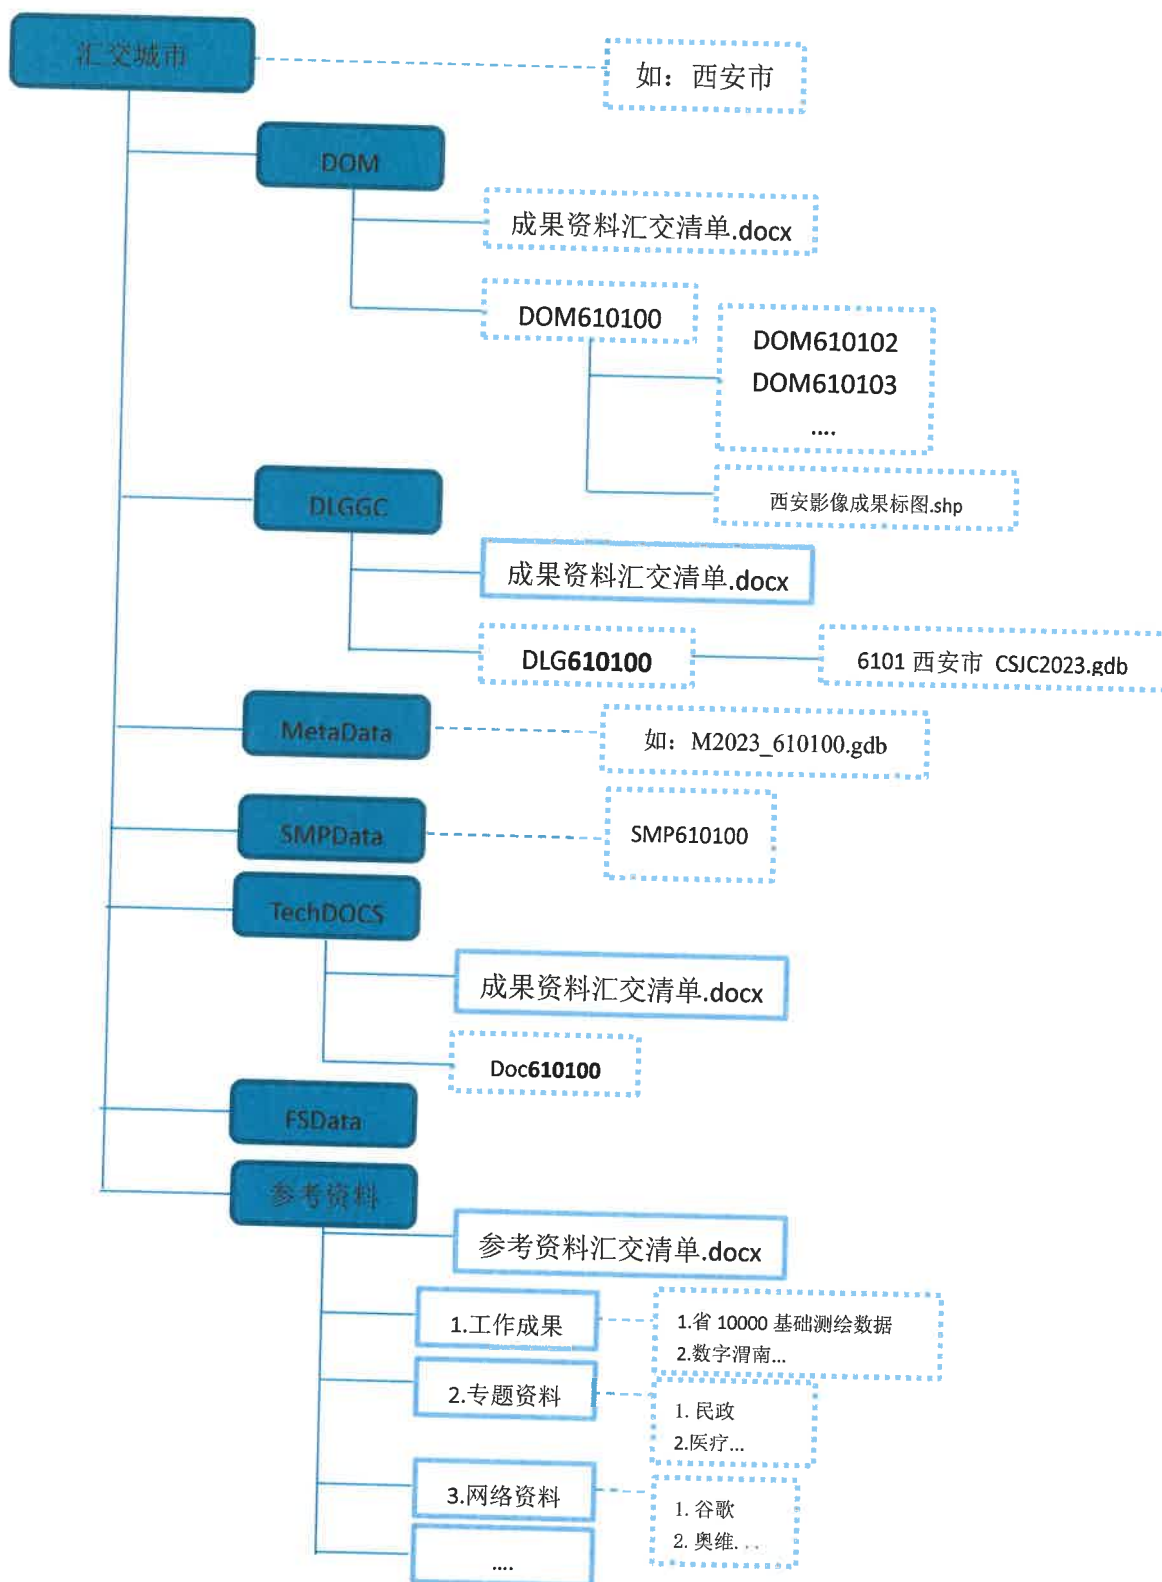 汇交城市
如：西安市
DOM
成果资料汇交清单.docx
DOM610100
DOM610102
DOM610103
....
西安影像成果标图.shp
DLGGC
成果资料汇交清单.docx
DLG610100
6101 西安市 CSJC2023.gdb
MetaData
如：M2023_610100.gdb
SMPData
SMP610100
TechDOCS
成果资料汇交清单.docx
Doc610100
FSData
参考资料
参考资料汇交清单.docx
1.工作成果
1.省 10000 基础测绘数据
2.数字渭南...
2.专题资料
1. 民政
2.医疗...
3.网络资料
1. 谷歌
2. 奥维...
....